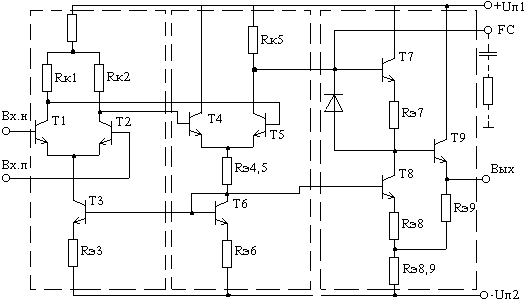 +Uп1
FC
Rк5
T7
Rк1
Rк2
Вх.н
T1
T2
T4
T5
Rэ7
T9
Вх.п
Rэ4,5
T8
Вых
T3
T6
Rэ3
Rэ6
Rэ8
Rэ9
Rэ8,9
-Uп2